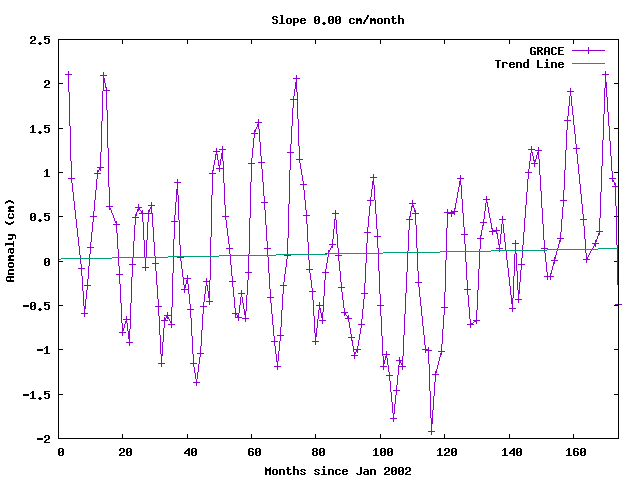 Slope 0.00 cm/month
2.5
GRACE
Trend Line
2
1.5
1
0.5
0
-0.5
-1
-1.5
-2
Anomaly (cm)
0 20 40 60 80 100 120 140 160
Months since Jan 2002